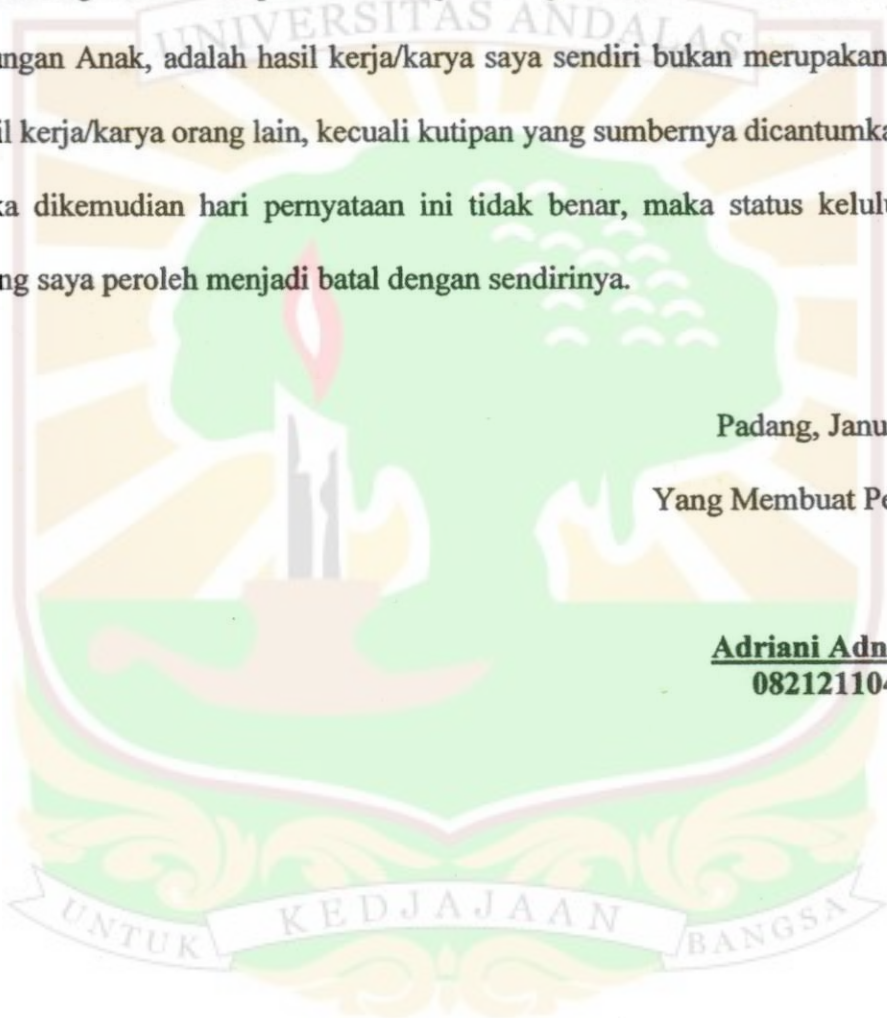 UNIVERSITAS ANDALAS
ngan Anak, adalah hasil kerja/karya saya sendiri bukan merupakan
il kerja/karya orang lain, kecuali kutipan yang sumbernya dicantumka
a dikemudian hari pernyataan ini tidak benar, maka status kelul
ng saya peroleh menjadi batal dengan sendirinya.
Padang, Janu
Yang Membuat Pe
Adriani Adn
082121104
UNTUK KEDJAJAAN BANGSA